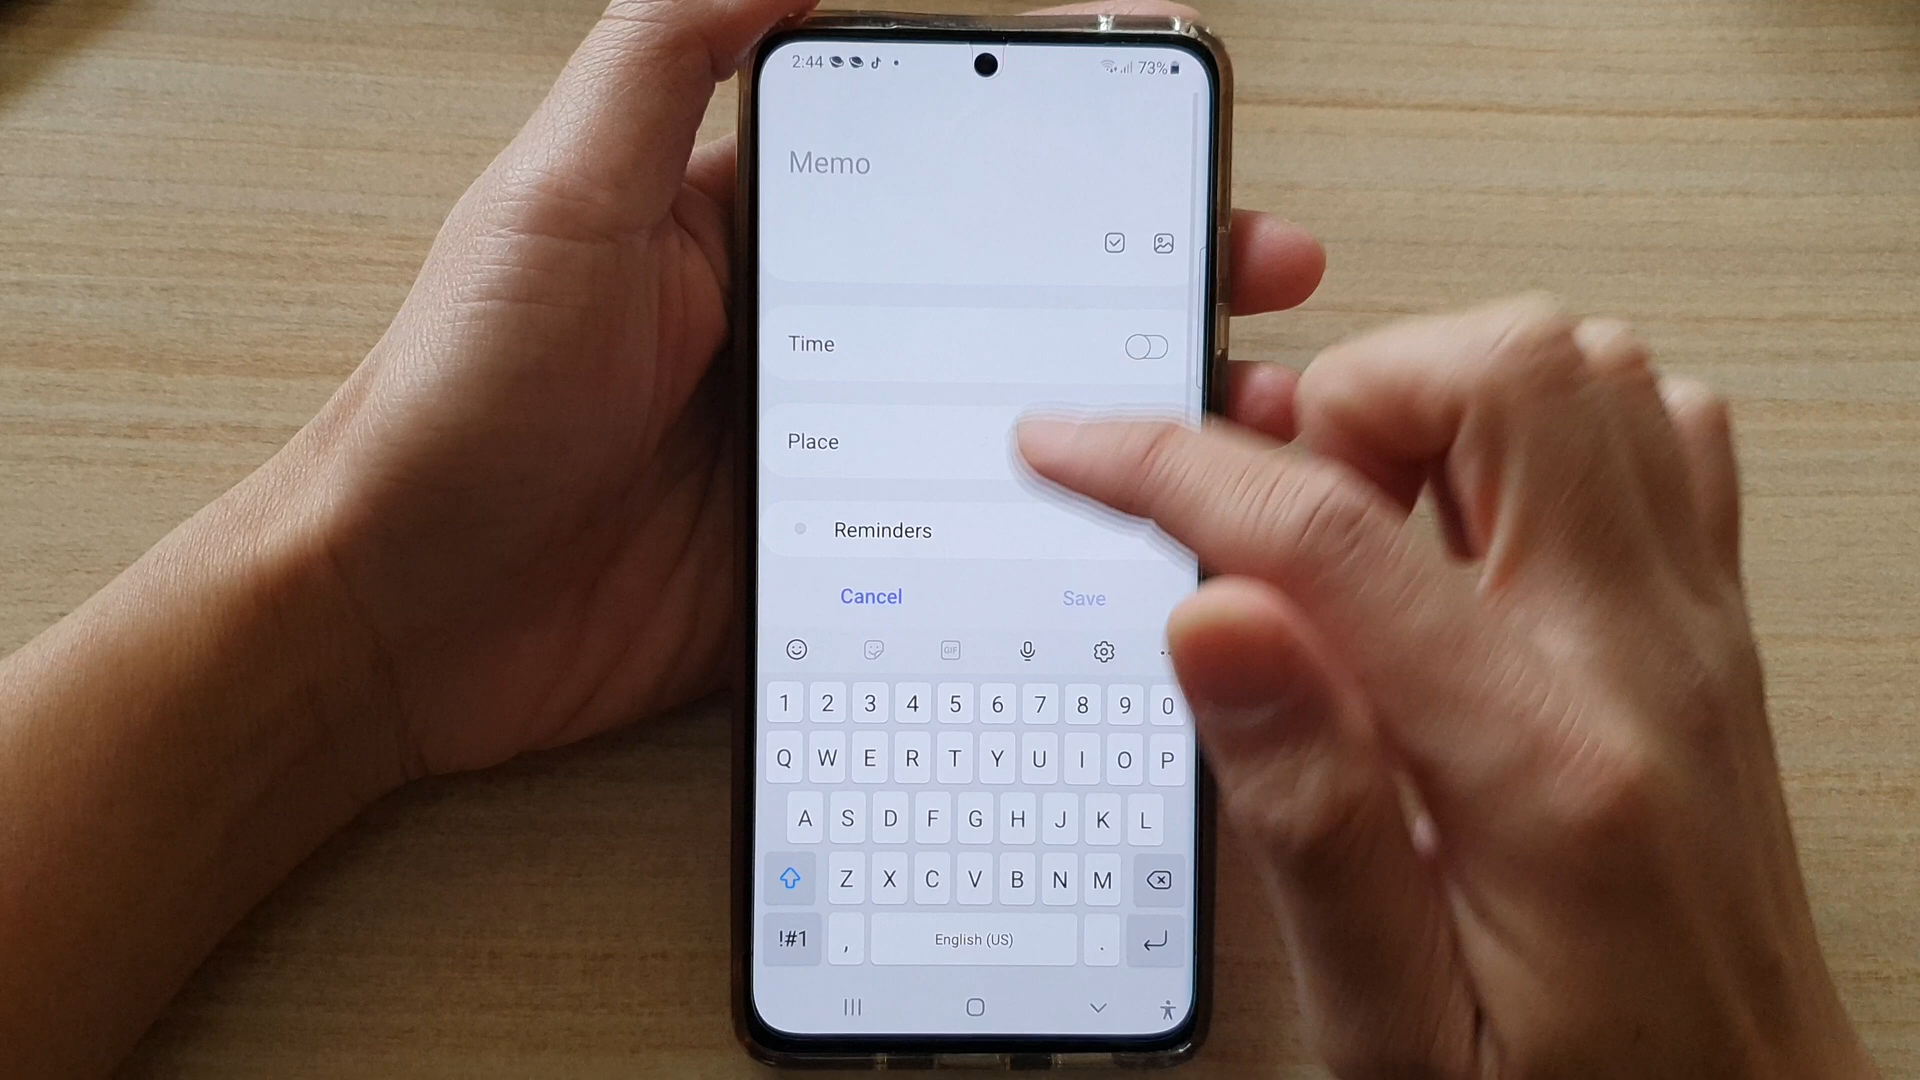 2:44 73%
Memo
Time
Place
Reminders
Cancel Save
GIF
1 2 3 4 5 6 7 8 9 0
Q W E R T Y U I O P
A S D F G H J K L
Z X C V B N M
!#1 , English (US) .